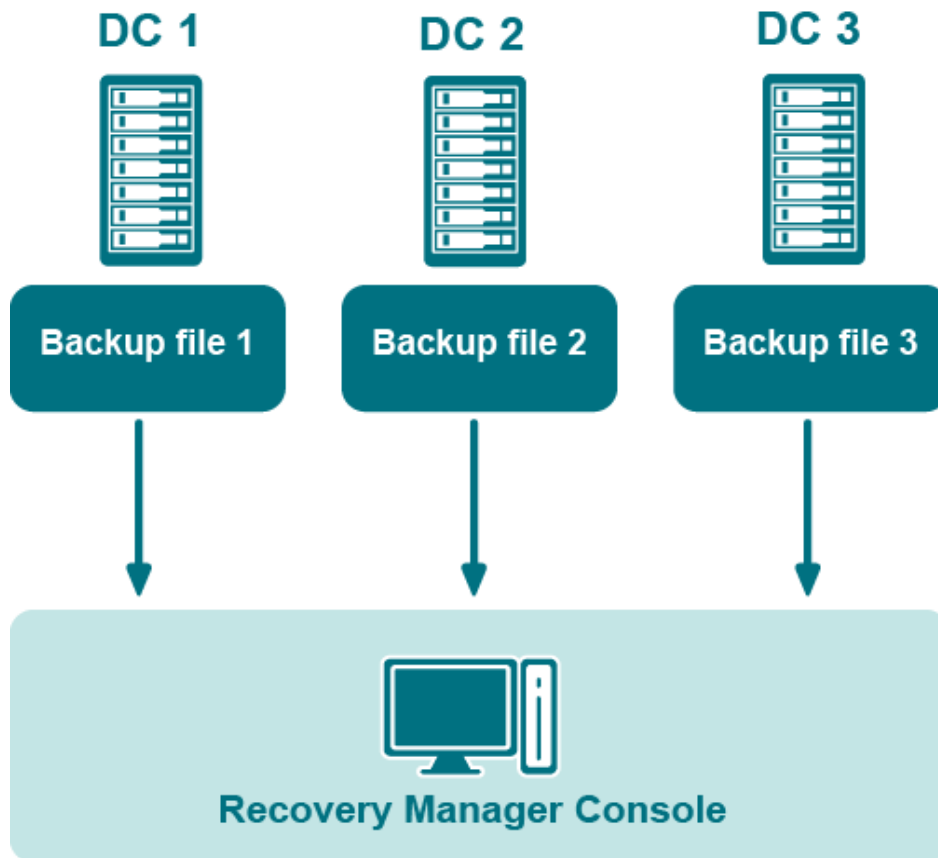 DC 1
DC 2
DC 3
Backup file 1
Backup file 2
Backup file 3
Recovery Manager Console